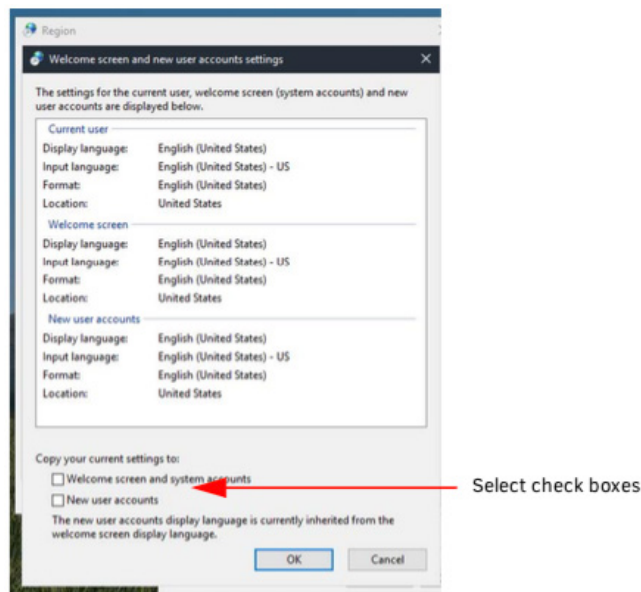 Region
Welcome screen and new user accounts settings
The settings for the current user, welcome screen (system accounts) and new
user accounts are displayed below.
Current user
Display language: English (United States)
Input language: English (United States) - US
Format: English (United States)
Location: United States
Welcome screen
Display language: English (United States)
Input language: English (United States) - US
Format: English (United States)
Location: United States
New user accounts
Display language: English (United States)
Input language: English (United States) - US
Format: English (United States)
Location: United States
Copy your current settings to:
Welcome screen and system accounts
Select check boxes
New user accounts
The new user accounts display language is currently inherited from the
welcome screen display language.
OK Cancel